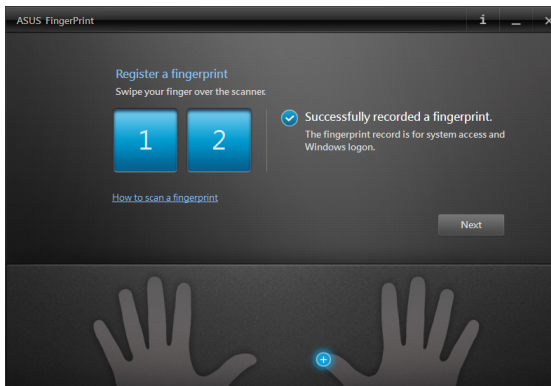 ASUS FingerPrint
Register a fingerprint
Swipe your finger over the scanner.
1 2
Successfully recorded a fingerprint.
The fingerprint record is for system access and
Windows logon.
How to scan a fingerprint
Next